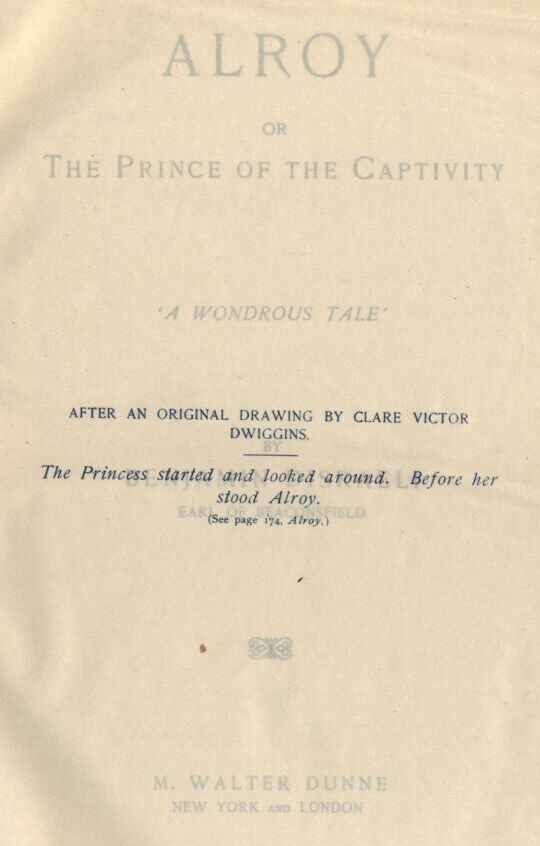 ALROY
OR
THE PRINCE OF THE CAPTIVITY
'A WONDROUS TALE'
AFTER AN ORIGINAL DRAWING BY CLARE VICTOR
DWIGGINS.
BY
The Princess started and looked around. Before her
BENJAMIN DISRAELI
stood Alroy.
EARL OF BEACONSFIELD
(See page 174, Alroy.)
M. WALTER DUNNE
NEW YORK AND LONDON